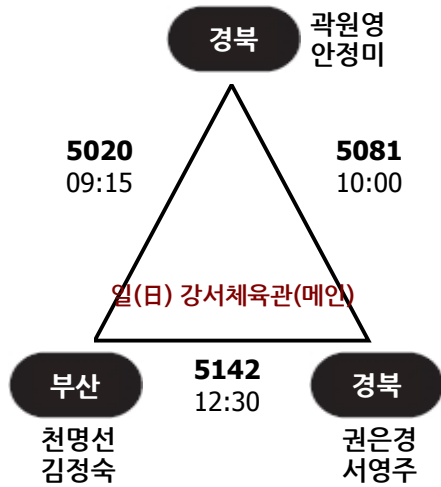 경북
곽원영
안정미
5020
09:15
5081
10:00
일(日) 강서체육관(메인)
부산
천명선
김정숙
5142
12:30
경북
권은경
서영주